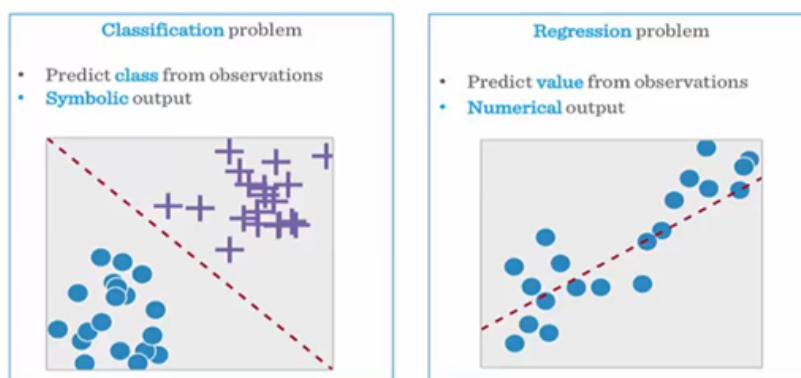 Classification problem
• Predict class from observations
• Symbolic output
Regression problem
• Predict value from observations
• Numerical output